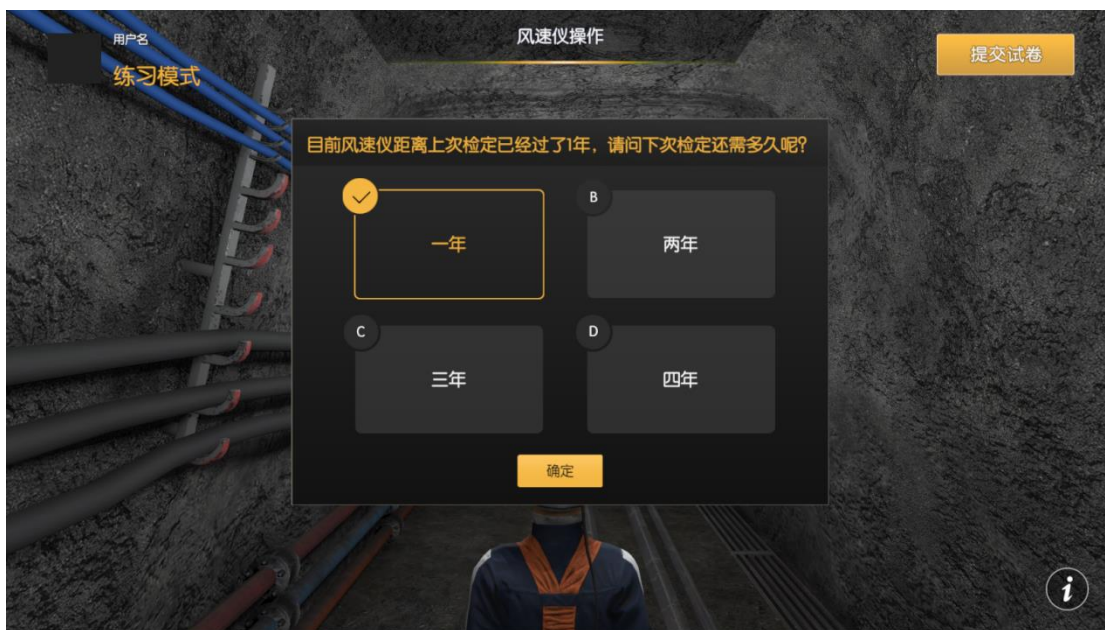 用户名
练习模式
风速仪操作
提交试卷
目前风速仪距离上次检定已经过了1年，请问下次检定还需多久呢?
一年
B
两年
C
三年
D
四年
确定
i